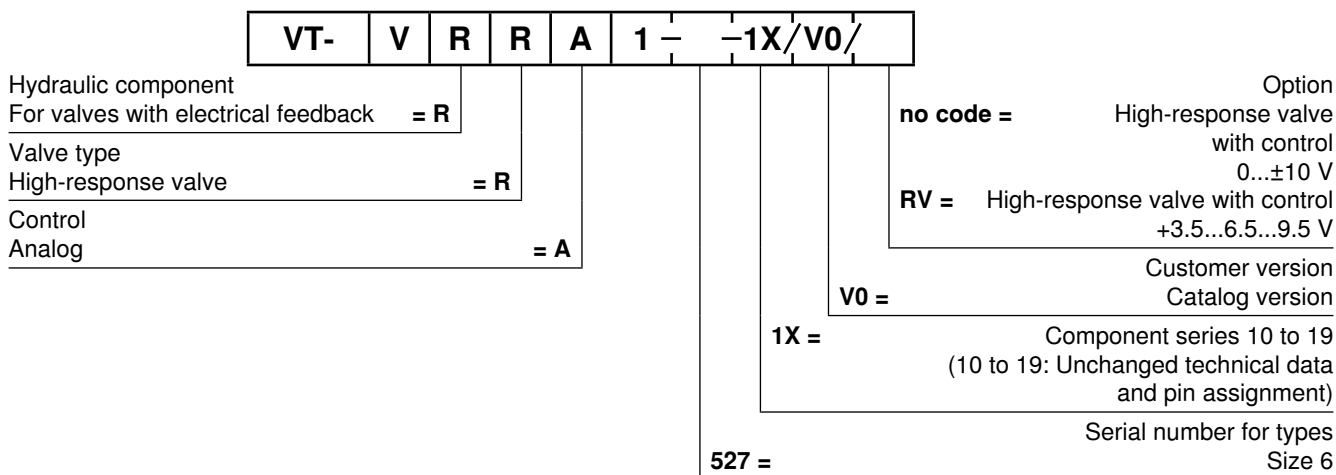 VT- V R R A 1 – –1X/V0/
Hydraulic component
For valves with electrical feedback = R
Valve type
High-response valve = R
Control
Analog = A
Option
no code = High-response valve
with control
0...±10 V
RV = High-response valve with control
+3.5...6.5...9.5 V
Customer version
V0 = Catalog version
1X = Component series 10 to 19
(10 to 19: Unchanged technical data
and pin assignment)
Serial number for types
527 = Size 6